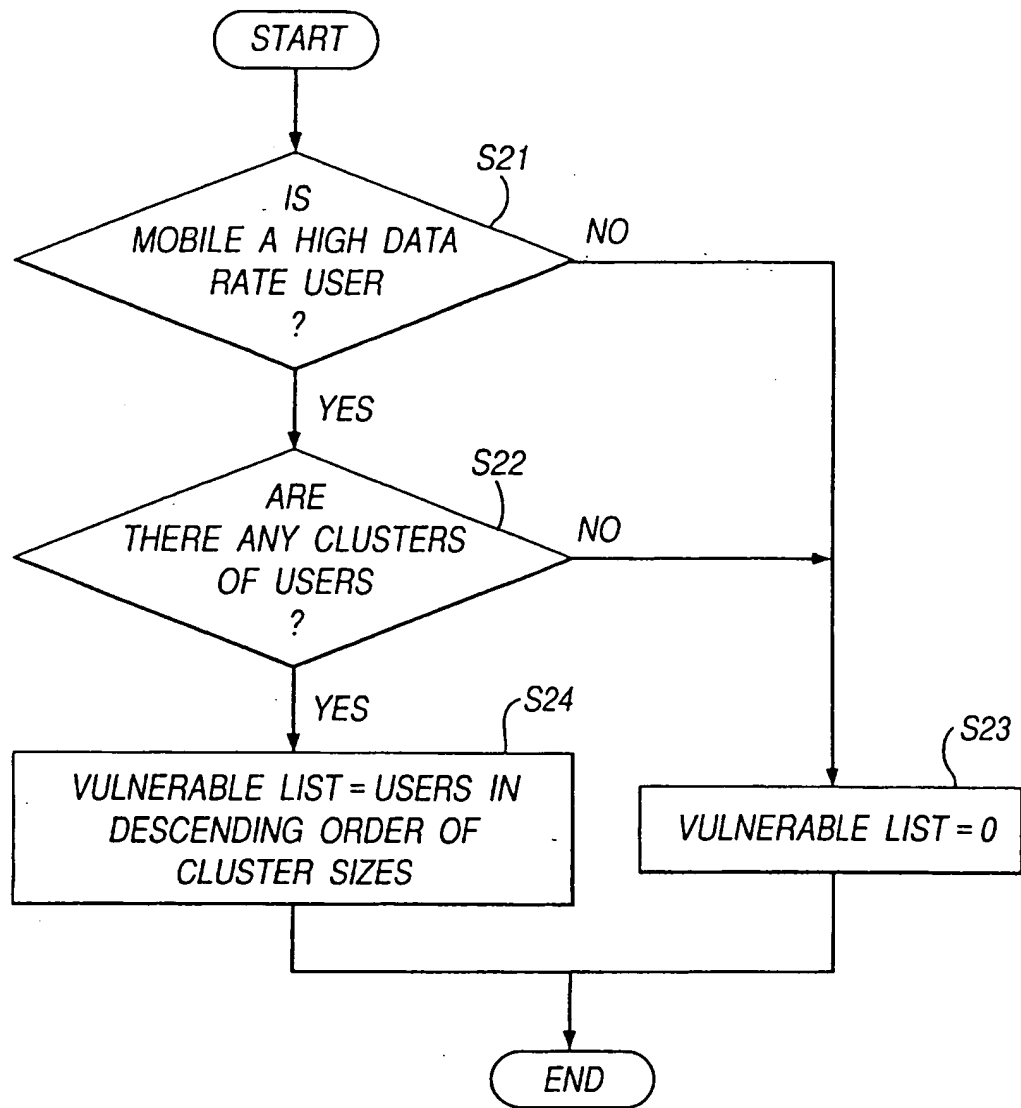 START
S21
IS
MOBILE A HIGH DATA
RATE USER
?
NO
YES
S22
ARE
THERE ANY CLUSTERS
OF USERS
?
NO
YES
S24
VULNERABLE LIST = USERS IN
DESCENDING ORDER OF
CLUSTER SIZES
S23
VULNERABLE LIST = 0
END